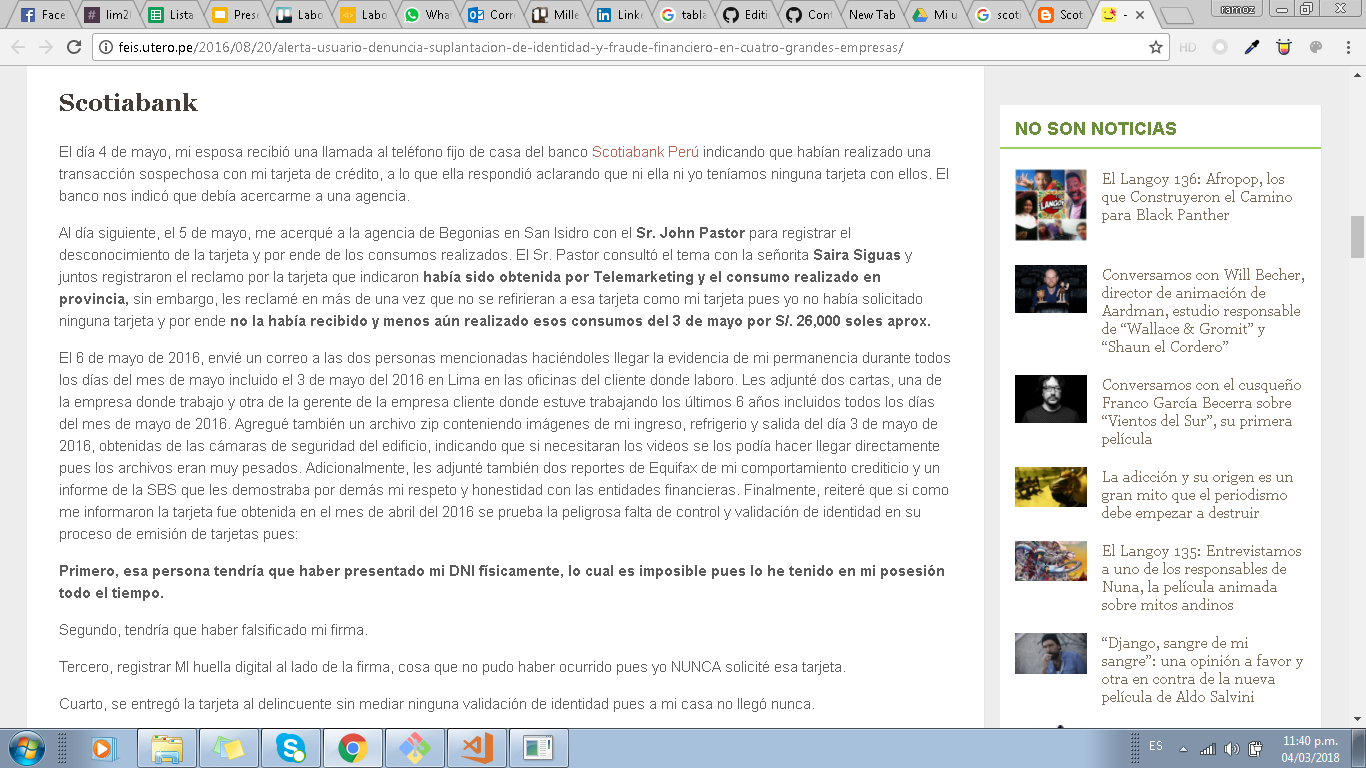 Face
lim2l
Lista
Pres
Labo
Labo
What
Corr
Mille
Linke
tabla
Editi
Cont
New Tab
Mi u
scoti
Scot
-
ramoz
feis.utero.pe/2016/08/20/alerta-usuario-denuncia-suplantacion-de-identidad-y-fraude-financiero-en-cuatro-grandes-empresas/
HD
Scotiabank
El día 4 de mayo, mi esposa recibió una llamada al teléfono fijo de casa del banco Scotiabank Perú indicando que habían realizado una
transacción sospechosa con mi tarjeta de crédito, a lo que ella respondió aclarando que ni ella ni yo teníamos ninguna tarjeta con ellos. El
banco nos indicó que debía acercarme a una agencia.
Al día siguiente, el 5 de mayo, me acerqué a la agencia de Begonias en San Isidro con el Sr. John Pastor para registrar el
desconocimiento de la tarjeta y por ende de los consumos realizados. El Sr. Pastor consultó el tema con la señorita Saira Siguas y
juntos registraron el reclamo por la tarjeta que indicaron había sido obtenida por Telemarketing y el consumo realizado en
provincia, sin embargo, les reclamé en más de una vez que no se refirieran a esa tarjeta como mi tarjeta pues yo no había solicitado
ninguna tarjeta y por ende no la había recibido y menos aún realizado esos consumos del 3 de mayo por S/. 26,000 soles aprox.
El 6 de mayo de 2016, envié un correo a las dos personas mencionadas haciéndoles llegar la evidencia de mi permanencia durante todos
los días del mes de mayo incluido el 3 de mayo del 2016 en Lima en las oficinas del cliente donde laboro. Les adjunté dos cartas, una de
la empresa donde trabajo y otra de la gerente de la empresa cliente donde estuve trabajando los últimos 6 años incluidos todos los días
del mes de mayo de 2016. Agregué también un archivo zip conteniendo imágenes de mi ingreso, refrigerio y salida del día 3 de mayo de
2016, obtenidas de las cámaras de seguridad del edificio, indicando que si necesitaran los videos se los podía hacer llegar directamente
pues los archivos eran muy pesados. Adicionalmente, les adjunté también dos reportes de Equifax de mi comportamiento crediticio y un
informe de la SBS que les demostraba por demás mi respeto y honestidad con las entidades financieras. Finalmente, reiteré que si como
me informaron la tarjeta fue obtenida en el mes de abril del 2016 se prueba la peligrosa falta de control y validación de identidad en su
proceso de emisión de tarjetas pues:
Primero, esa persona tendría que haber presentado mi DNI físicamente, lo cual es imposible pues lo he tenido en mi posesión
todo el tiempo.
Segundo, tendría que haber falsificado mi firma.
Tercero, registrar MI huella digital al lado de la firma, cosa que no pudo haber ocurrido pues yo NUNCA solicité esa tarjeta.
Cuarto, se entregó la tarjeta al delincuente sin mediar ninguna validación de identidad pues a mi casa no llegó nunca.
NO SON NOTICIAS
El Langoy 136: Afropop, los
que Construyeron el Camino
para Black Panther
Conversamos con Will Becher,
director de animación de
Aardman, estudio responsable
de “Wallace & Gromit” y
“Shaun el Cordero”
Conversamos con el cusqueño
Franco García Becerra sobre
“Vientos del Sur”, su primera
película
La adicción y su origen es un
gran mito que el periodismo
debe empezar a destruir
El Langoy 135: Entrevistamos
a uno de los responsables de
Nuna, la película animada
sobre mitos andinos
“Django, sangre de mi
sangre”: una opinión a favor y
otra en contra de la nueva
película de Aldo Salvini
ES
11:40 p.m.
04/03/2018